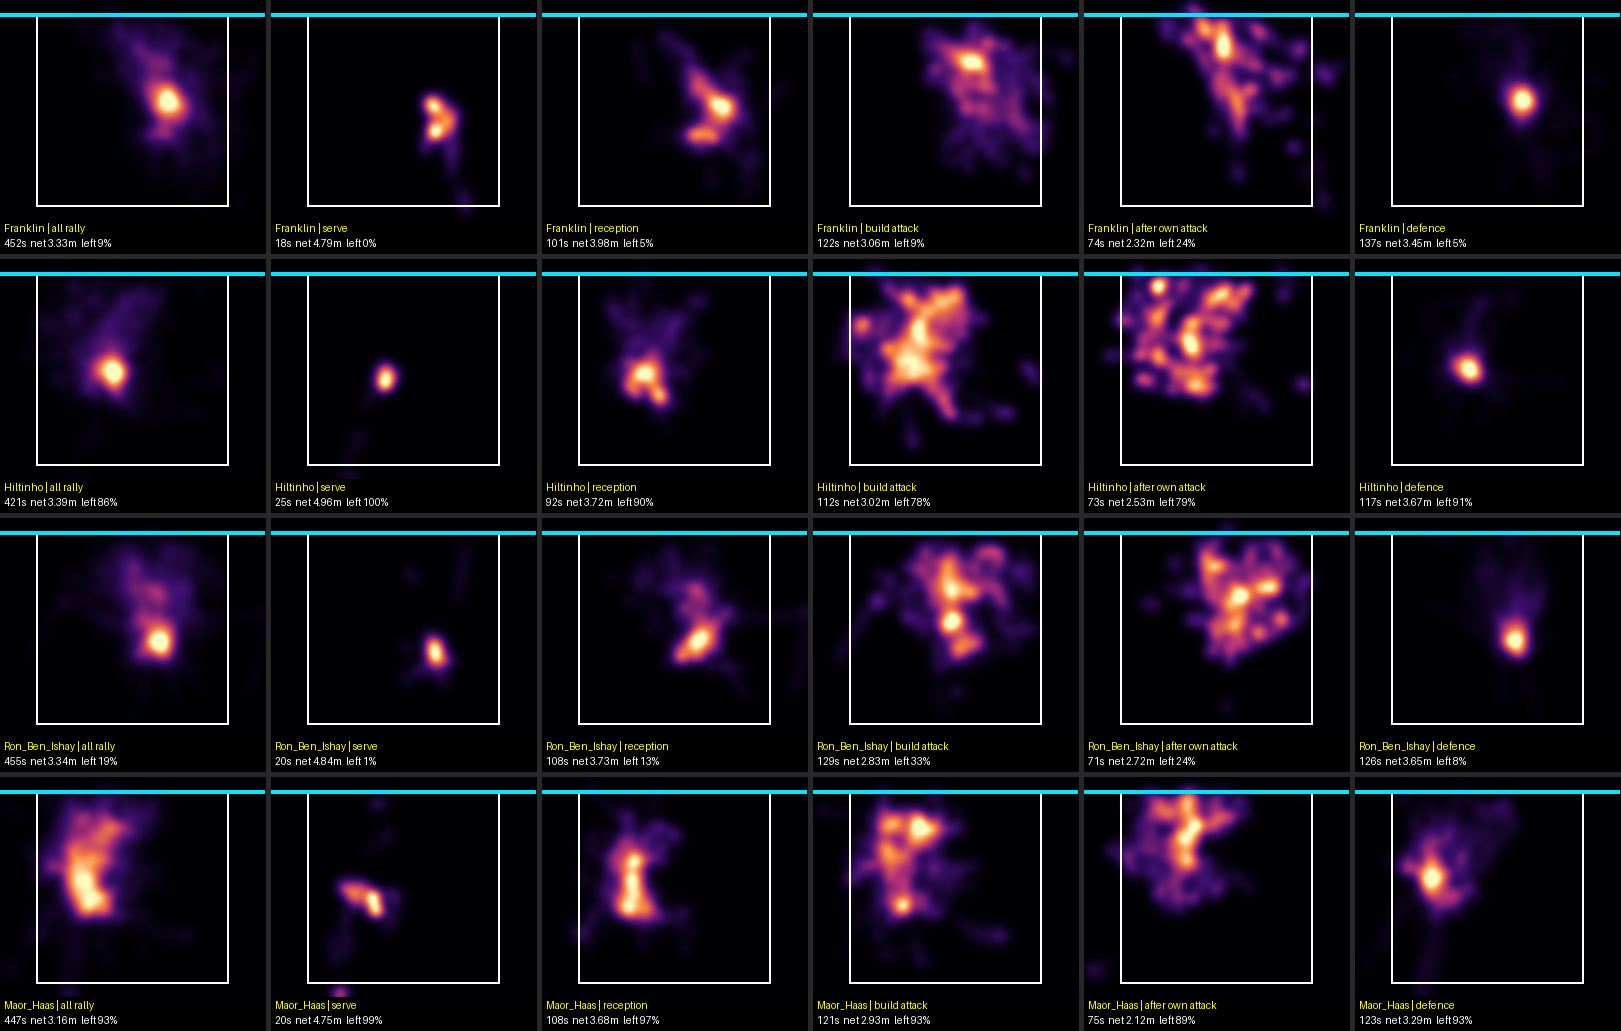 Franklin | all rally
452s net 3.33m left 9%
Franklin | serve
18s net 4.79m left 0%
Franklin | reception
101s net 3.98m left 5%
Franklin | build attack
122s net 3.06m left 9%
Franklin | after own attack
74s net 2.32m left 24%
Franklin | defence
137s net 3.45m left 5%
Hiltinho | all rally
421s net 3.39m left 86%
Hiltinho | serve
25s net 4.96m left 100%
Hiltinho | reception
92s net 3.72m left 90%
Hiltinho | build attack
112s net 3.02m left 78%
Hiltinho | after own attack
73s net 2.53m left 79%
Hiltinho | defence
117s net 3.67m left 91%
Ron_Ben_Ishay | all rally
455s net 3.34m left 19%
Ron_Ben_Ishay | serve
20s net 4.84m left 1%
Ron_Ben_Ishay | reception
108s net 3.73m left 13%
Ron_Ben_Ishay | build attack
129s net 2.83m left 33%
Ron_Ben_Ishay | after own attack
71s net 2.72m left 24%
Ron_Ben_Ishay | defence
126s net 3.65m left 8%
Maor_Haas | all rally
447s net 3.16m left 93%
Maor_Haas | serve
20s net 4.75m left 99%
Maor_Haas | reception
108s net 3.68m left 97%
Maor_Haas | build attack
121s net 2.93m left 93%
Maor_Haas | after own attack
75s net 2.12m left 89%
Maor_Haas | defence
123s net 3.29m left 93%